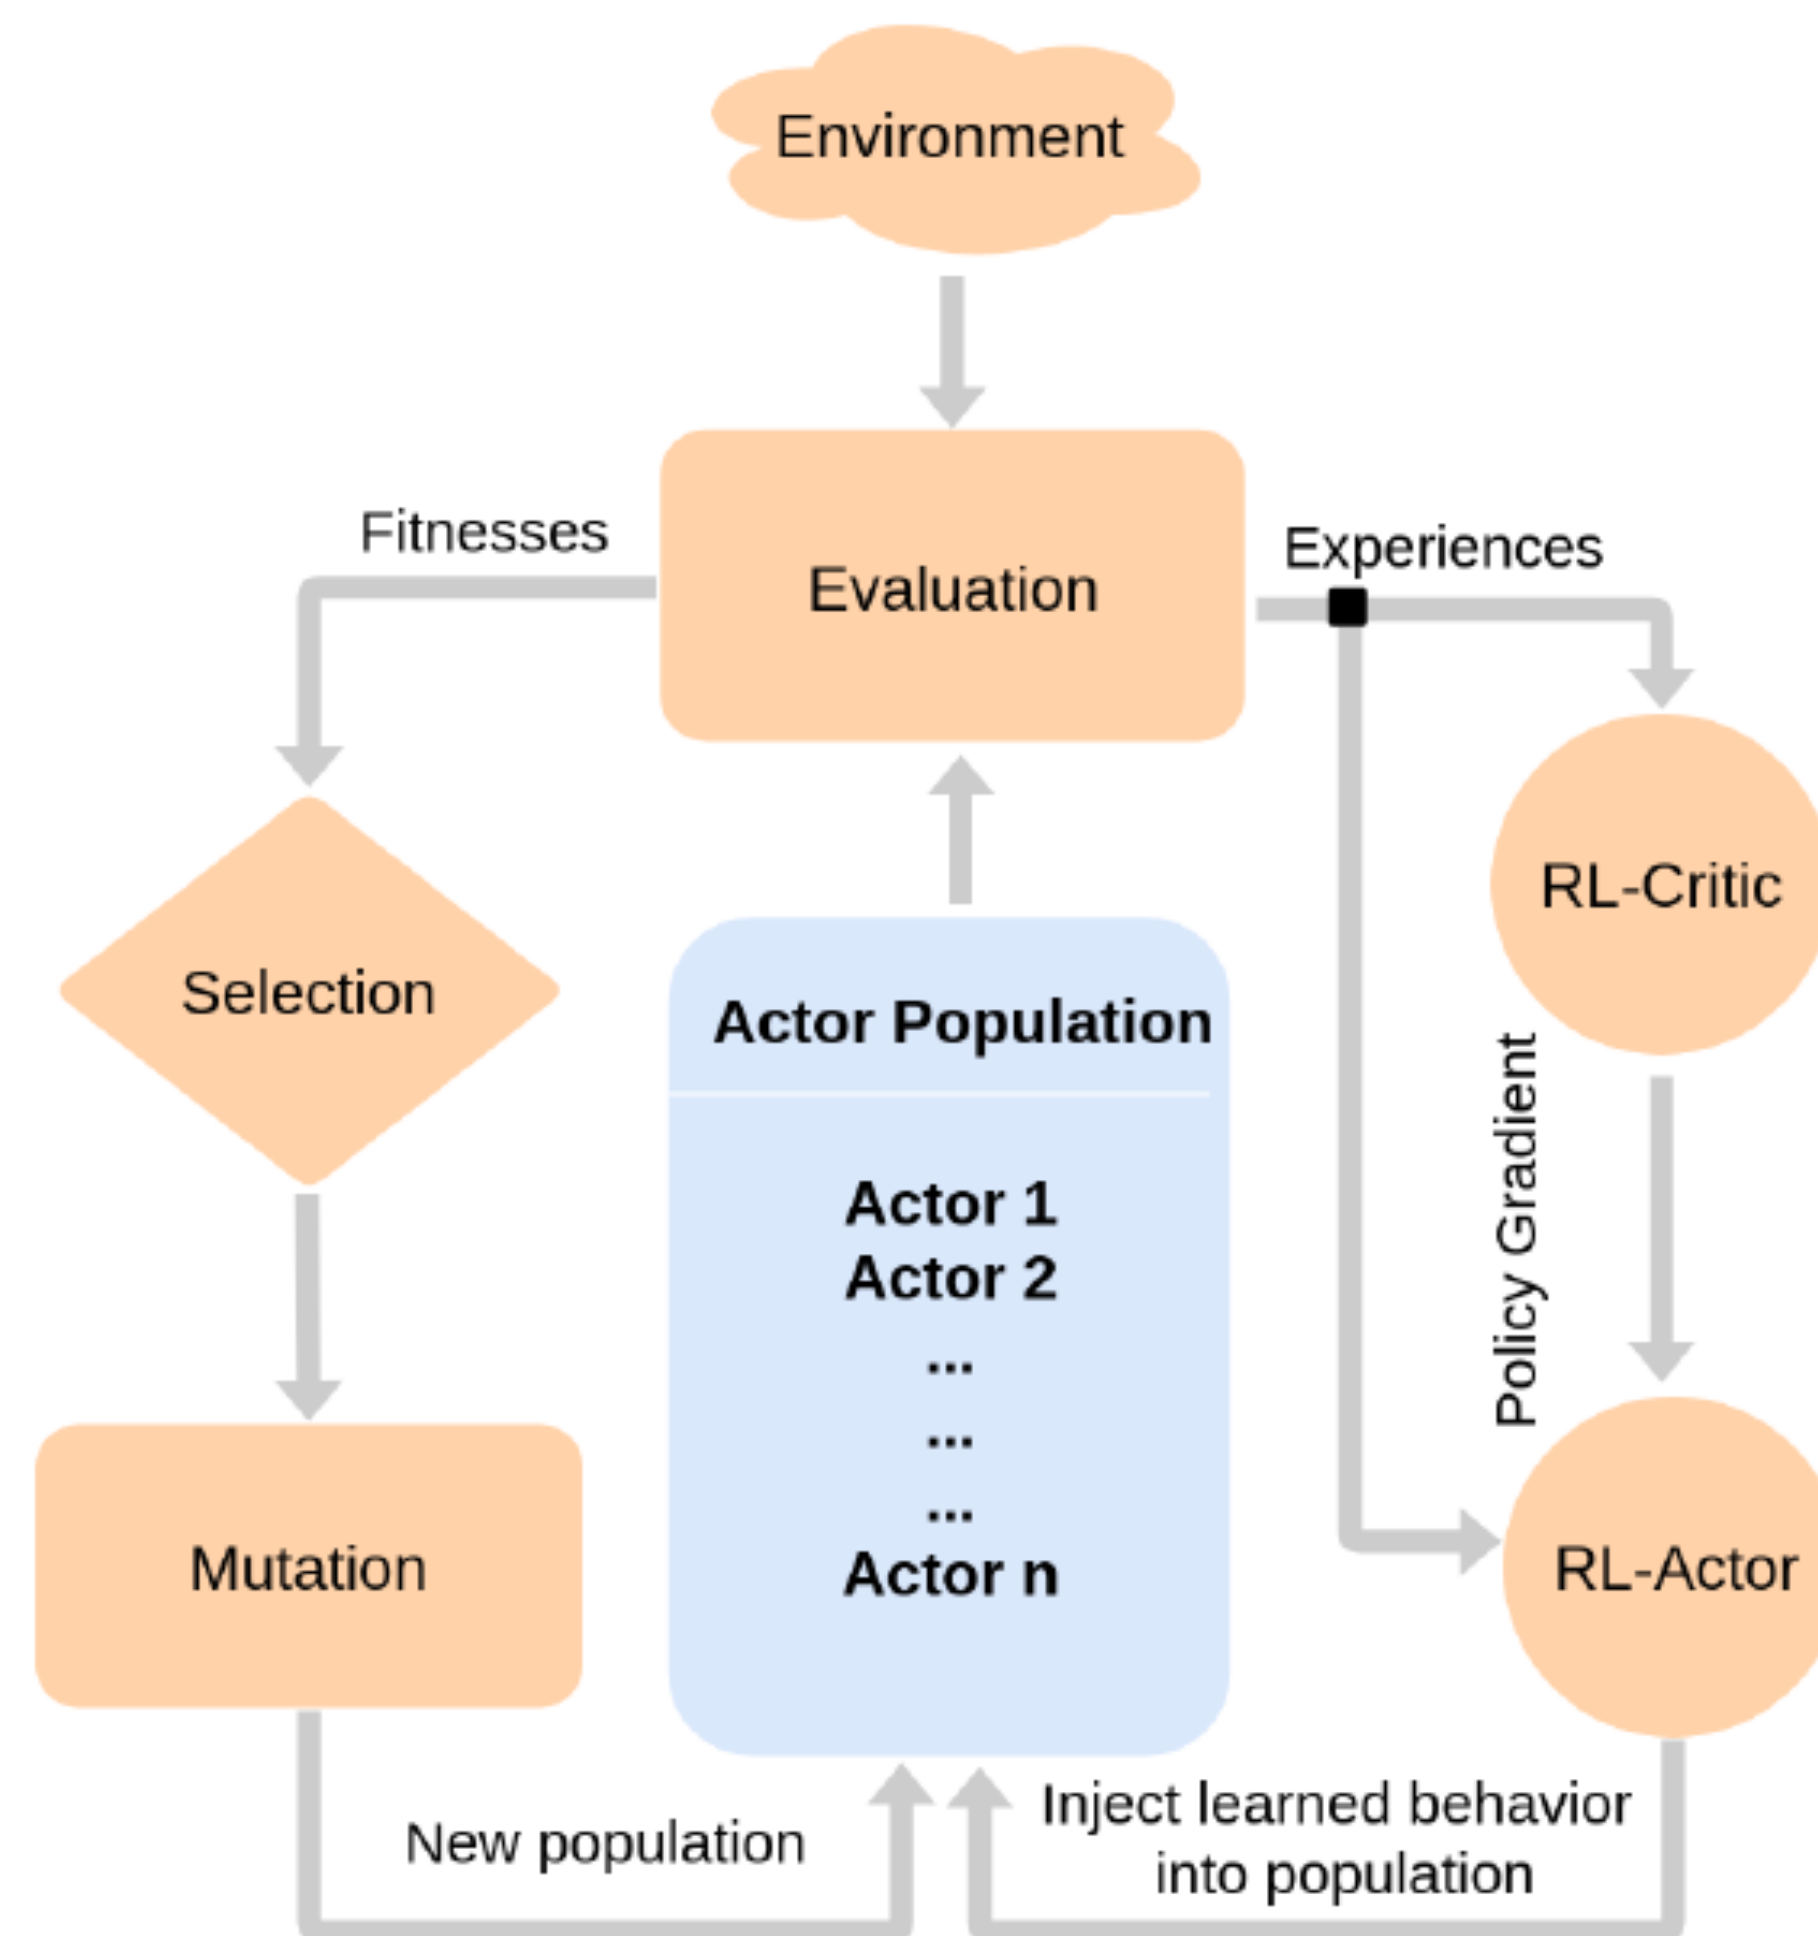 Environment
Fitnesses
Evaluation
Experiences
RL-Critic
Selection
Actor Population
Policy Gradient
Actor 1
Actor 2
...
...
...
Actor n
Mutation
RL-Actor
New population
Inject learned behavior
into population